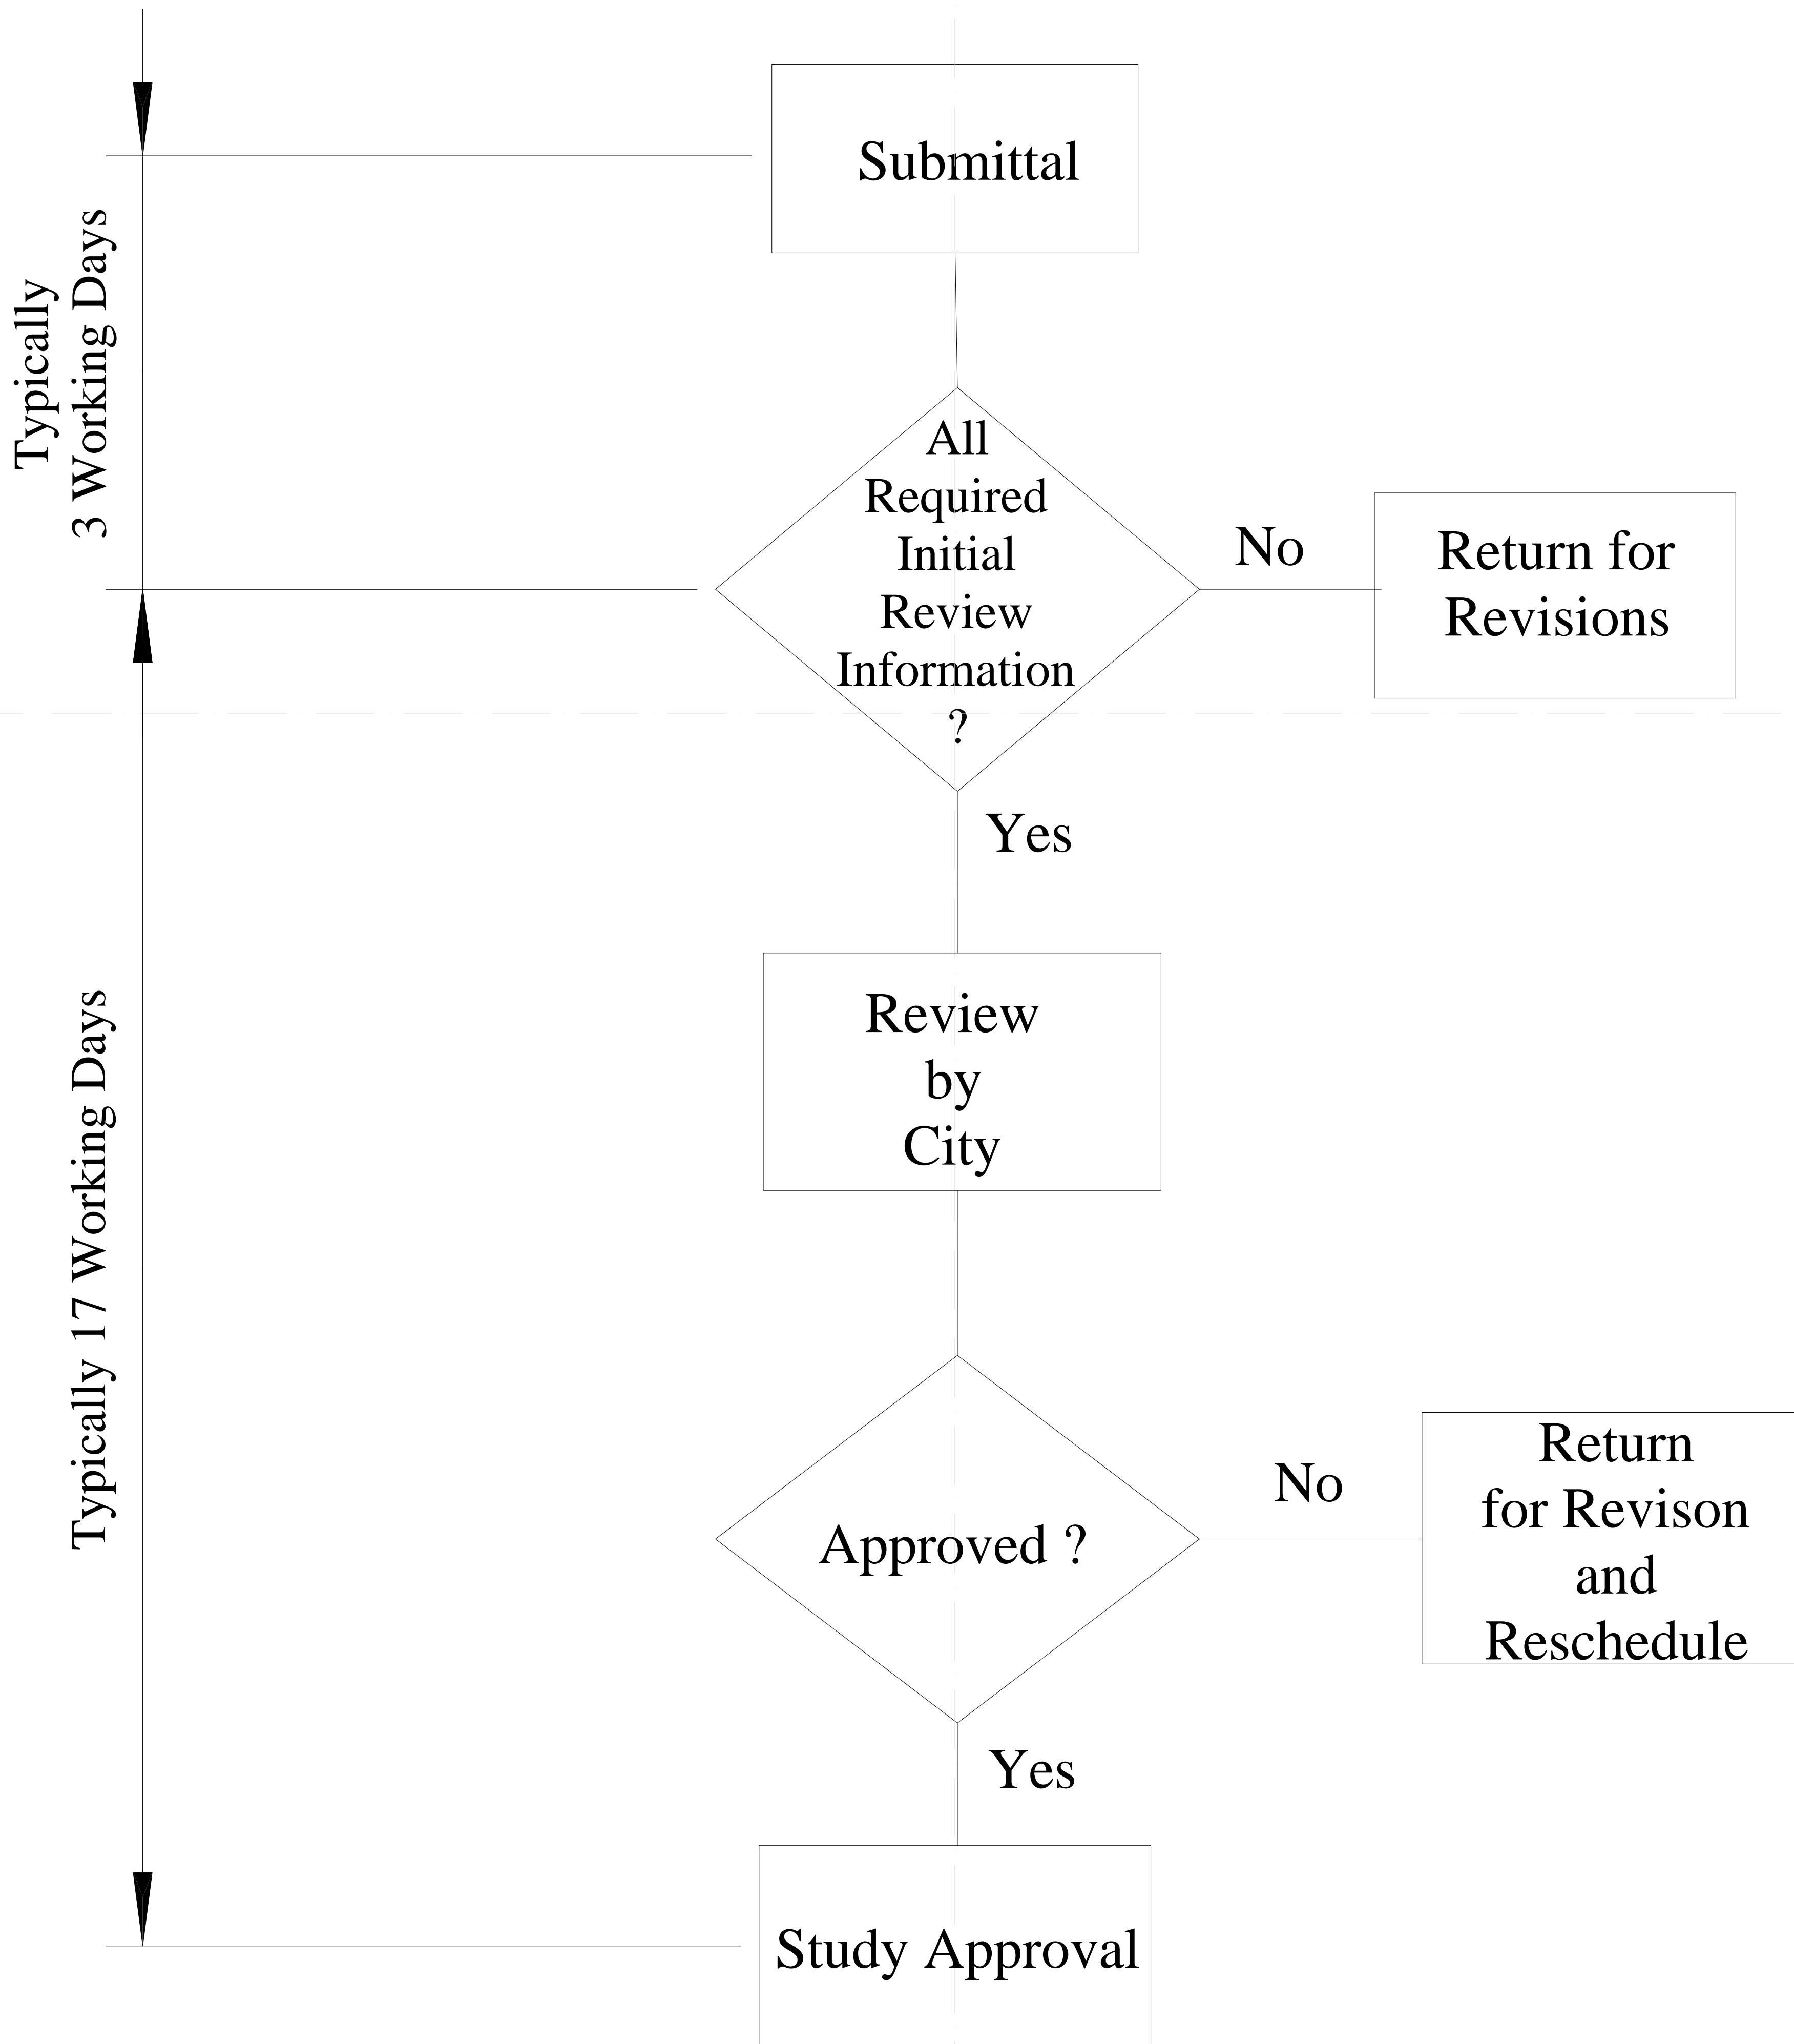 Submittal
Typically
3 Working Days
All
Required
Initial
Review
Information
?
No
Return for
Revisions
Yes
Review
by
City
Typically 17 Working Days
Approved ?
No
Return
for Revison
and
Reschedule
Yes
Study Approval